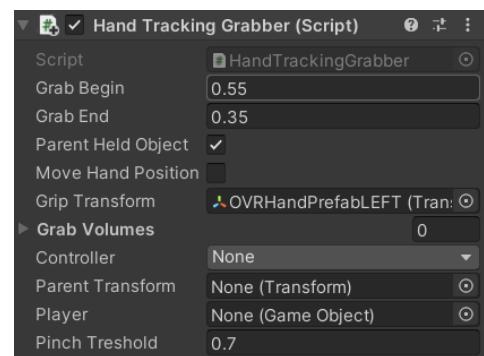 Hand Tracking Grabber (Script)
Script HandTrackingGrabber
Grab Begin 0.55
Grab End 0.35
Parent Held Object
Move Hand Position
Grip Transform OVRHandPrefabLEFT (Tran:
Grab Volumes 0
Controller None
Parent Transform None (Transform)
Player None (Game Object)
Pinch Treshold 0.7